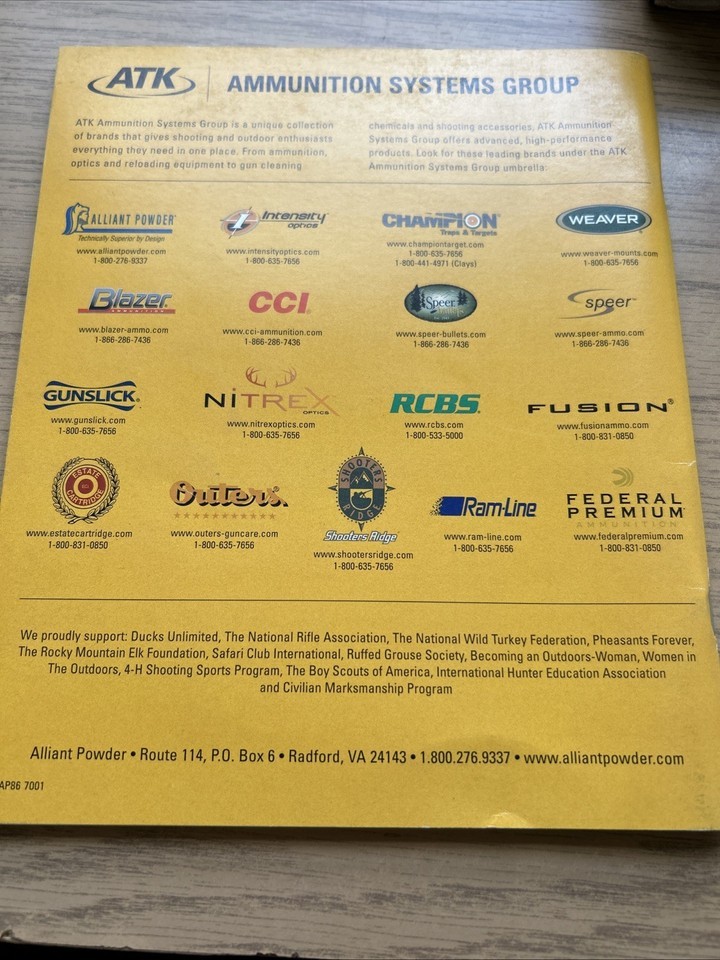 ATK | AMMUNITION SYSTEMS GROUP
ATK Ammunition Systems Group is a unique collection
of brands that gives shooting and outdoor enthusiasts
everything they need in one place. From ammunition,
optics and reloading equipment to gun cleaning
chemicals and shooting accessories, ATK Ammunition
Systems Group offers advanced, high-performance
products. Look for these leading brands under the ATK
Ammunition Systems Group umbrella.
ALLIANT POWDER
Technically Superior by Design
www.alliantpowder.com
1-800-276-9337
Intensity
optics
www.intensityoptics.com
1-800-635-7656
CHAMPION
Traps & Targets
www.championtarget.com
1-800-635-7656
1-800-441-4971 (Clays)
WEAVER
www.weaver-mounts.com
1-800-635-7656
Blazer
AMMUNITION
www.blazer-ammo.com
1-866-286-7436
CCI
www.cci-ammunition.com
1-866-286-7436
Speer
www.speer-bullets.com
1-866-286-7436
speer
www.speer-ammo.com
1-866-286-7436
GUNSLICK
www.gunslick.com
1-800-635-7656
NiTREX
OPTICS
www.nitrexoptics.com
1-800-635-7656
RCBS
www.rcbs.com
1-800-533-5000
FUSION®
www.fusionammo.com
1-800-831-0850
ESTATE
CARTRIDGE
www.estatecartridge.com
1-800-831-0850
Outers
www.outers-guncare.com
1-800-635-7656
SHOOTERS
RIDGE
Shooters Ridge
www.shootersridge.com
1-800-635-7656
Ram-Line
www.ram-line.com
1-800-635-7656
FEDERAL
PREMIUM
AMMUNITION
www.federalpremium.com
1-800-831-0850
We proudly support: Ducks Unlimited, The National Rifle Association, The National Wild Turkey Federation, Pheasants Forever,
The Rocky Mountain Elk Foundation, Safari Club International, Ruffed Grouse Society, Becoming an Outdoors-Woman, Women in
The Outdoors, 4-H Shooting Sports Program, The Boy Scouts of America, International Hunter Education Association
and Civilian Marksmanship Program
Alliant Powder • Route 114, P.O. Box 6 • Radford, VA 24143 • 1.800.276.9337 • www.alliantpowder.com
AP86 7001